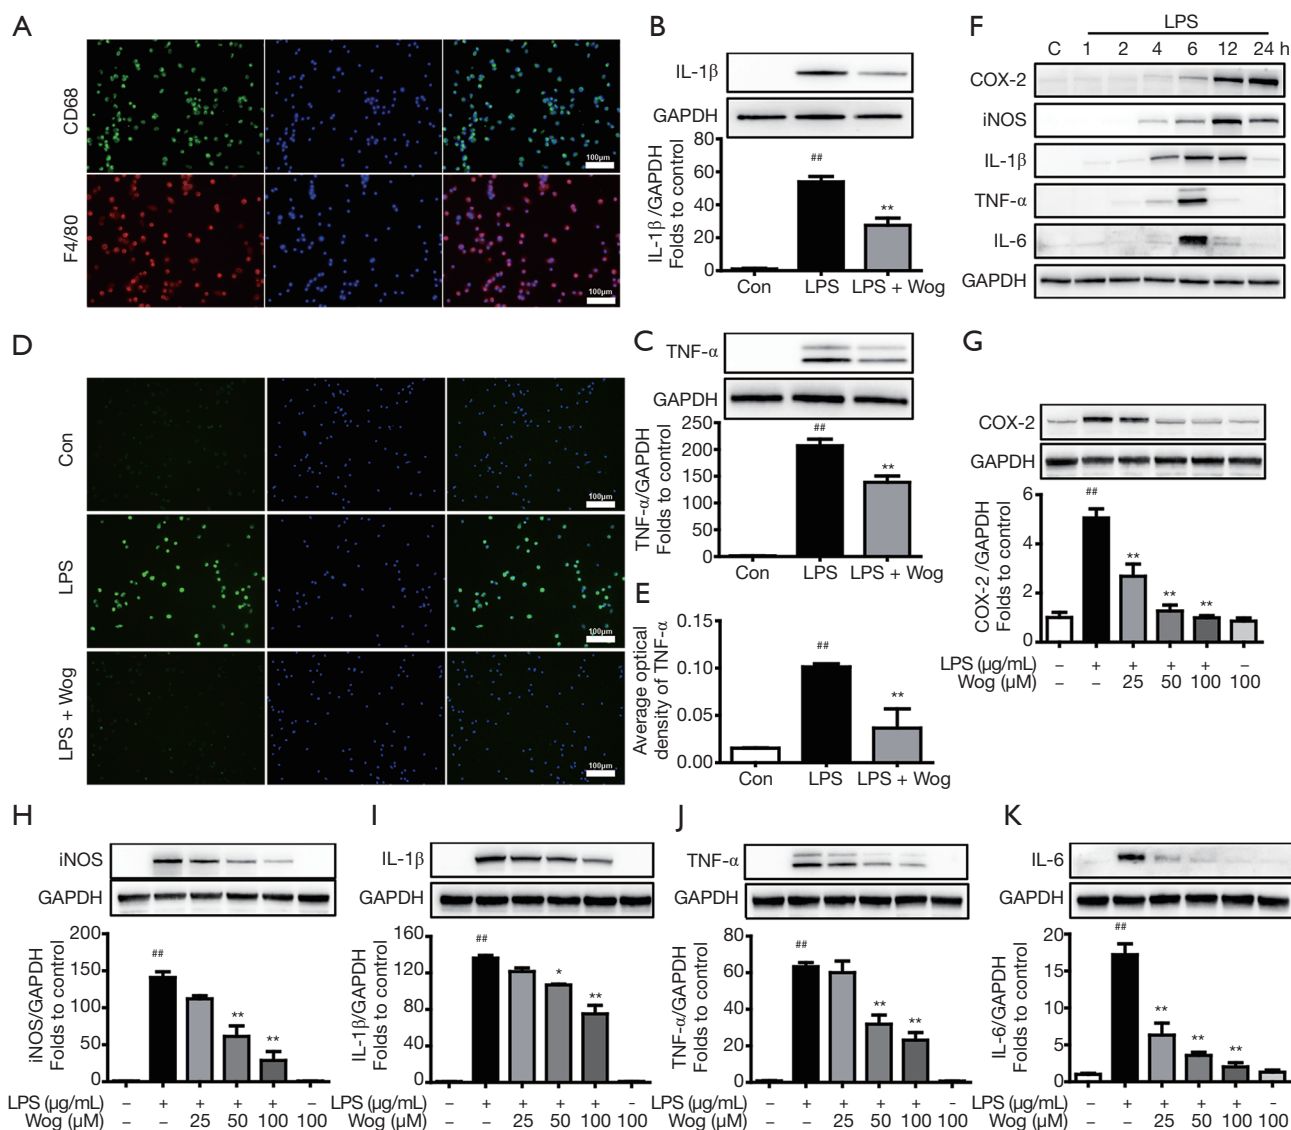 A
CD68
100μm
F4/80
100μm
B
IL-1β
GAPDH
IL-1β/GAPDH
Folds to control
80
60
40
20
0
##
**
Con LPS LPS + Wog
F
LPS
C 1 2 4 6 12 24 h
COX-2
iNOS
IL-1β
TNF-α
IL-6
GAPDH
D
Con
100μm
LPS
100μm
LPS + Wog
100μm
C
TNF-α
GAPDH
TNF-α/GAPDH
Folds to control
250
200
150
100
50
0
##
**
Con LPS LPS + Wog
E
Average optical
density of TNF-α
0.15
0.10
0.05
0.00
##
**
Con LPS LPS + Wog
G
COX-2
GAPDH
COX-2/GAPDH
Folds to control
6
4
2
0
##
**
**
**
LPS (μg/mL) – + + + + –
Wog (μM) – – 25 50 100 100
H
iNOS
GAPDH
iNOS/GAPDH
Folds to control
200
150
100
50
0
##
**
**
LPS (μg/mL) – + + + + –
Wog (μM) – – 25 50 100 100
I
IL-1β
GAPDH
IL-1β/GAPDH
Folds to control
160
120
80
40
0
##
*
**
LPS (μg/mL) – + + + + –
Wog (μM) – – 25 50 100 100
J
TNF-α
GAPDH
TNF-α/GAPDH
Folds to control
80
60
40
20
0
##
**
**
LPS (μg/mL) – + + + + –
Wog (μM) – – 25 50 100 100
K
IL-6
GAPDH
IL-6/GAPDH
Folds to control
20
15
10
5
0
##
**
**
**
LPS (μg/mL) – + + + + –
Wog (μM) – – 25 50 100 100